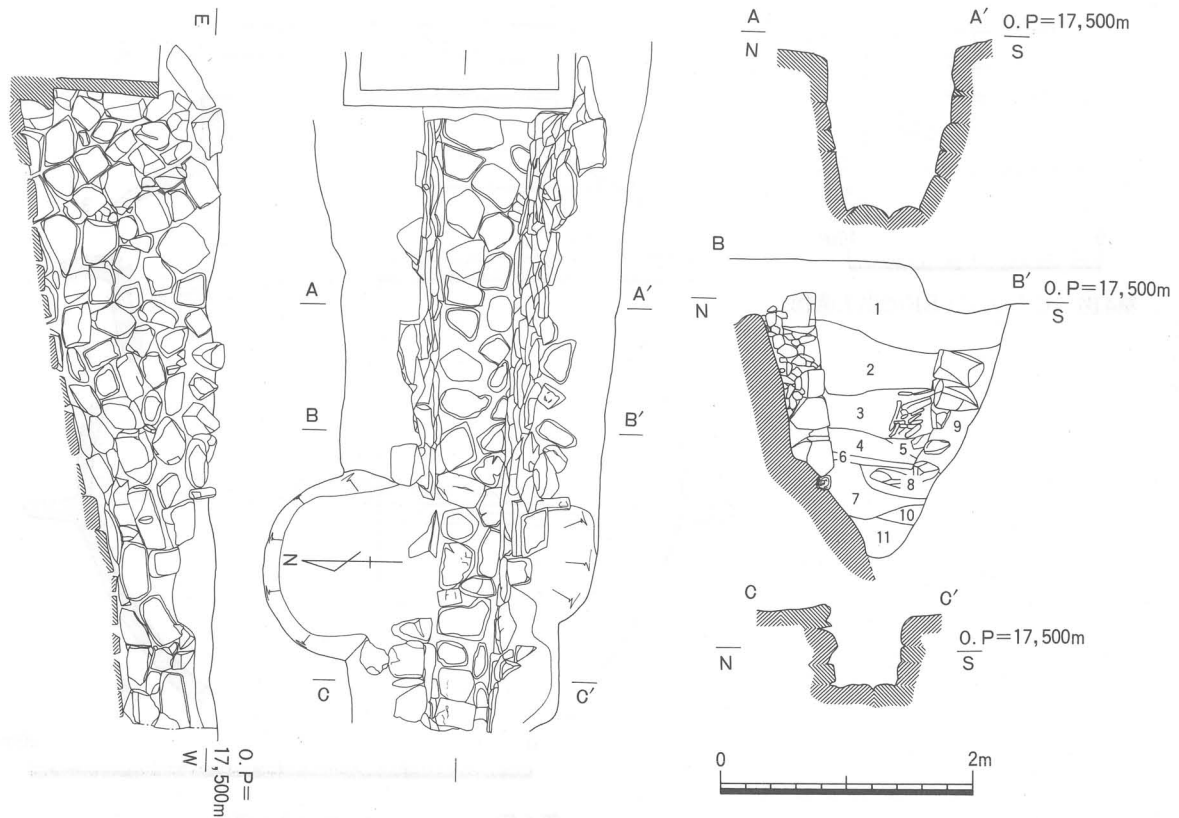 E
O. P=
17,500m
W
A
A′
B
B′
N
C
C′
A
A′
O. P=17,500m
N
S
B
B′
O. P=17,500m
N
S
1
2
3
4
5
6
7
8
9
10
11
C
C′
O. P=17,500m
N
S
0
2m